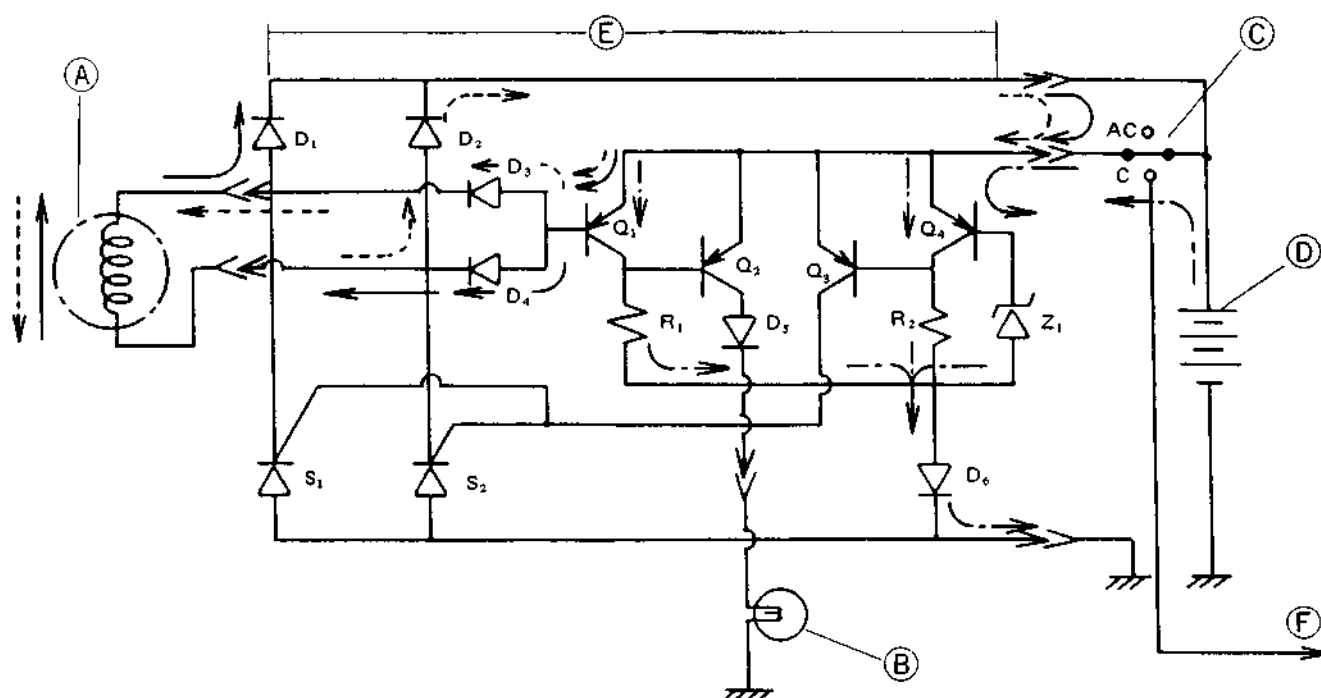 E
A
C
D₁
D₂
AC
D₃
C
Q₁
Q₄
Q₂
Q₃
D
D₄
R₁
D₅
R₂
Z₁
S₁
S₂
D₆
F
B